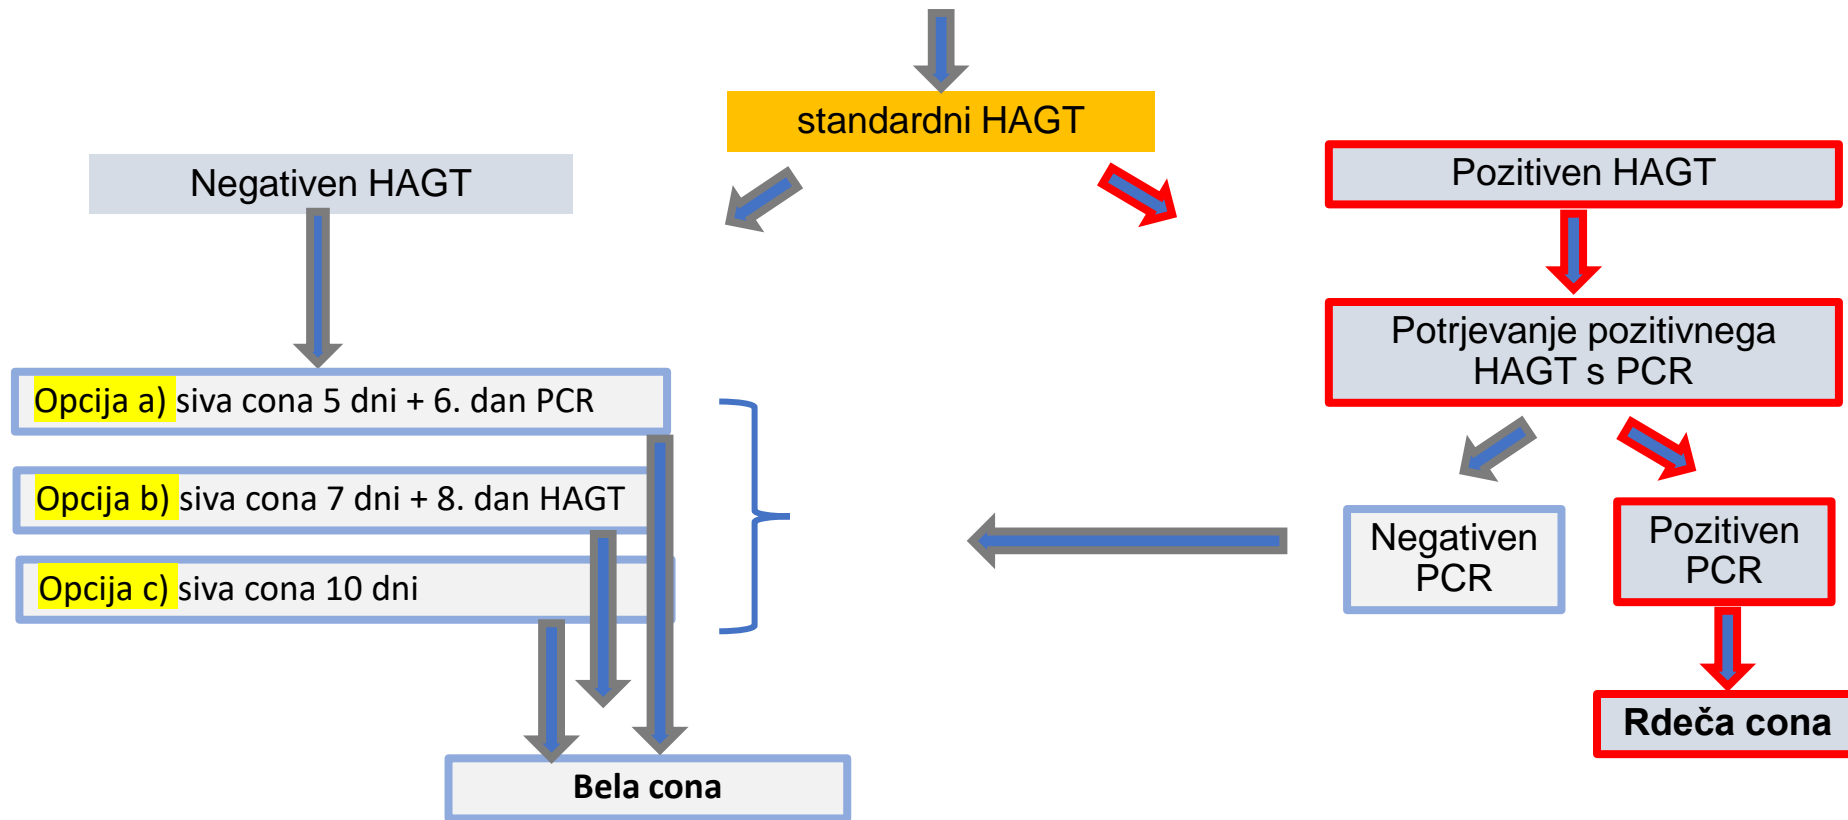 standardni HAGT
Negativen HAGT
Pozitiven HAGT
Potrjevanje pozitivnega
HAGT s PCR
Opcija a) siva cona 5 dni + 6. dan PCR
Opcija b) siva cona 7 dni + 8. dan HAGT
Opcija c) siva cona 10 dni
Negativen
PCR
Pozitiven
PCR
Rdeča cona
Bela cona